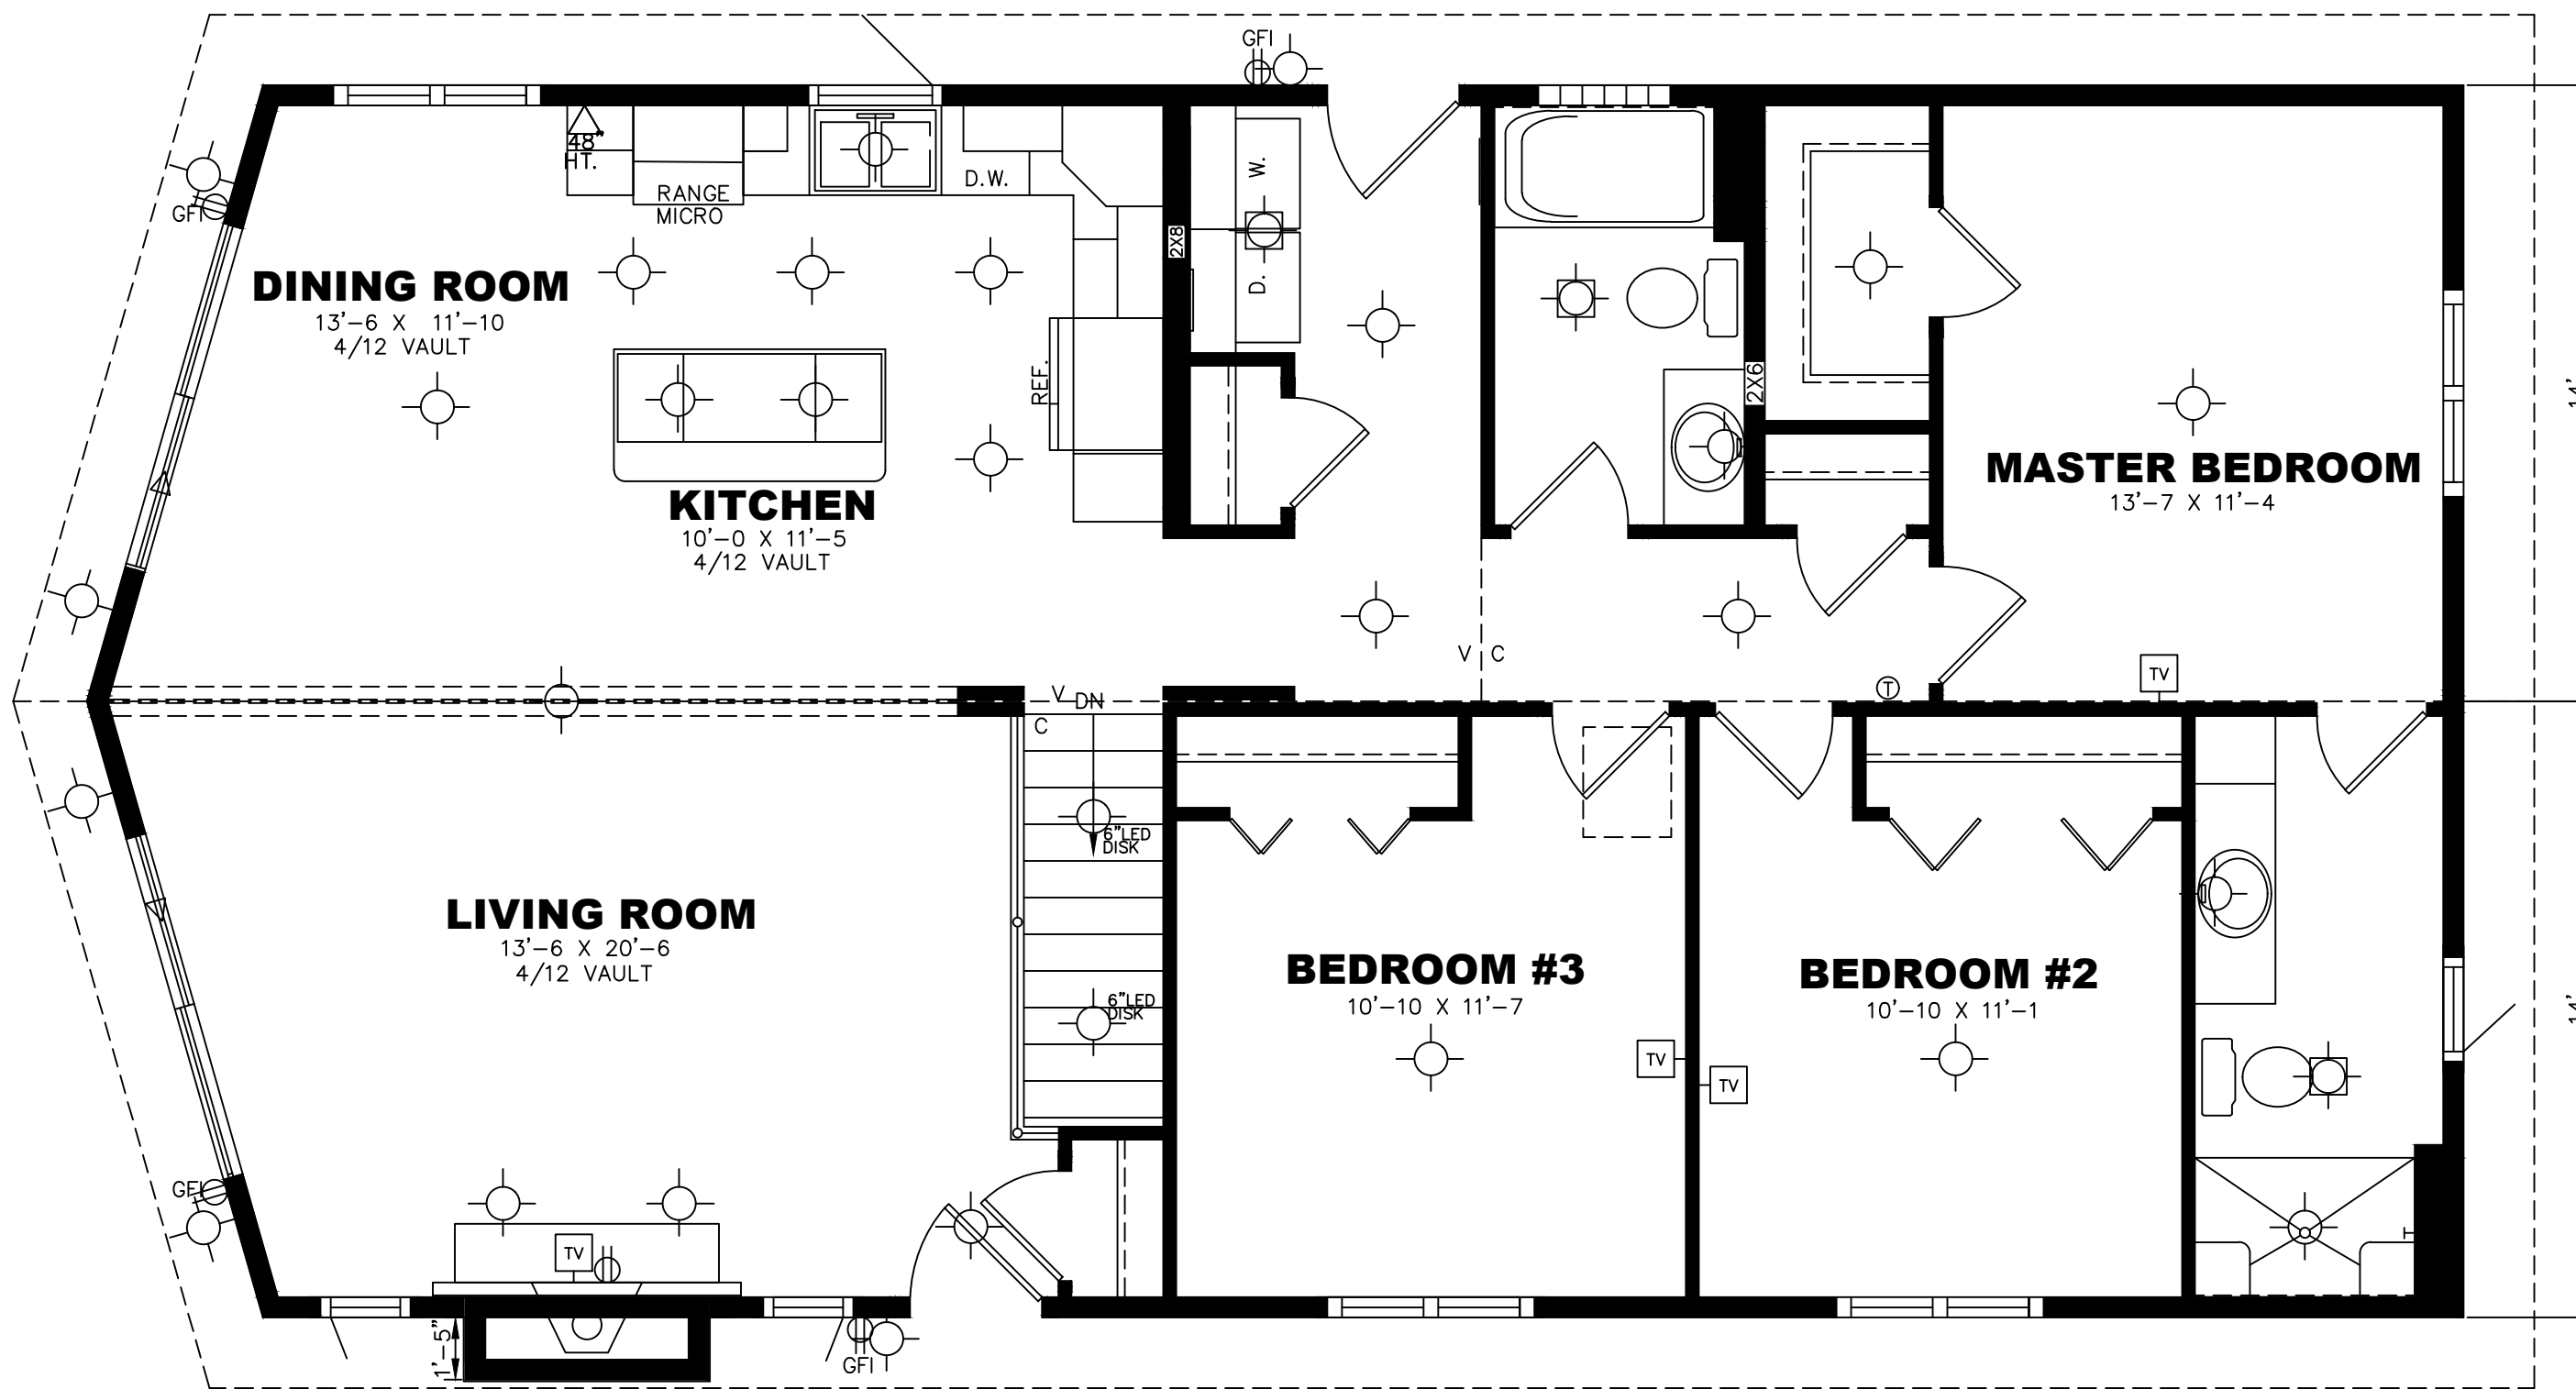 GFI
48"
HT.
RANGE
MICRO
D.W.
W.
D.
2X8
GFI
DINING ROOM
13'-6 X 11'-10
4/12 VAULT
REF.
2X6
14'
KITCHEN
10'-0 X 11'-5
4/12 VAULT
MASTER BEDROOM
13'-7 X 11'-4
V C
TV
T
V
DN
C
6"LED
DISK
LIVING ROOM
13'-6 X 20'-6
4/12 VAULT
6"LED
DISK
BEDROOM #3
10'-10 X 11'-7
TV
BEDROOM #2
10'-10 X 11'-1
TV
14'
GFI
TV
1'-5"
GFI